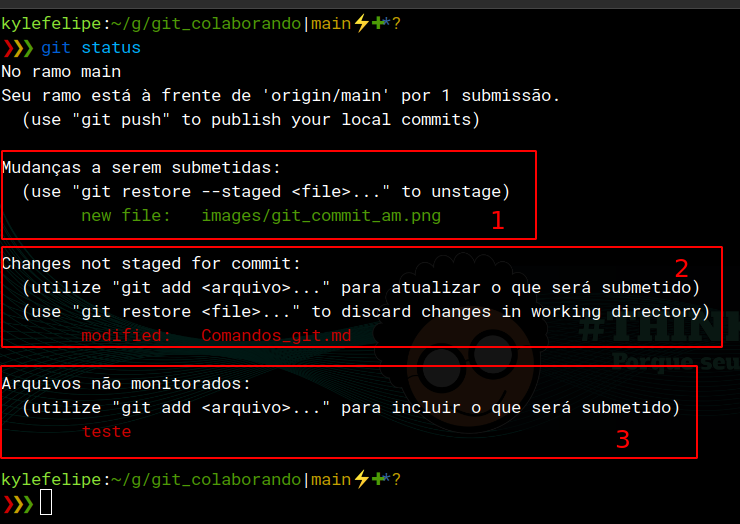 kylefelipe:~/g/git_colaborando|main⚡✚*?
❯❯❯ git status
No ramo main
Seu ramo está à frente de 'origin/main' por 1 submissão.
  (use "git push" to publish your local commits)
Mudanças a serem submetidas:
  (use "git restore --staged <file>..." to unstage)
        new file:   images/git_commit_am.png
1
Changes not staged for commit:
2
  (utilize "git add <arquivo>..." para atualizar o que será submetido)
  (use "git restore <file>..." to discard changes in working directory)
        modified:   Comandos_git.md
#THINK
Porque seu
Arquivos não monitorados:
  (utilize "git add <arquivo>..." para incluir o que será submetido)
        teste
3
kylefelipe:~/g/git_colaborando|main⚡✚*?
❯❯❯